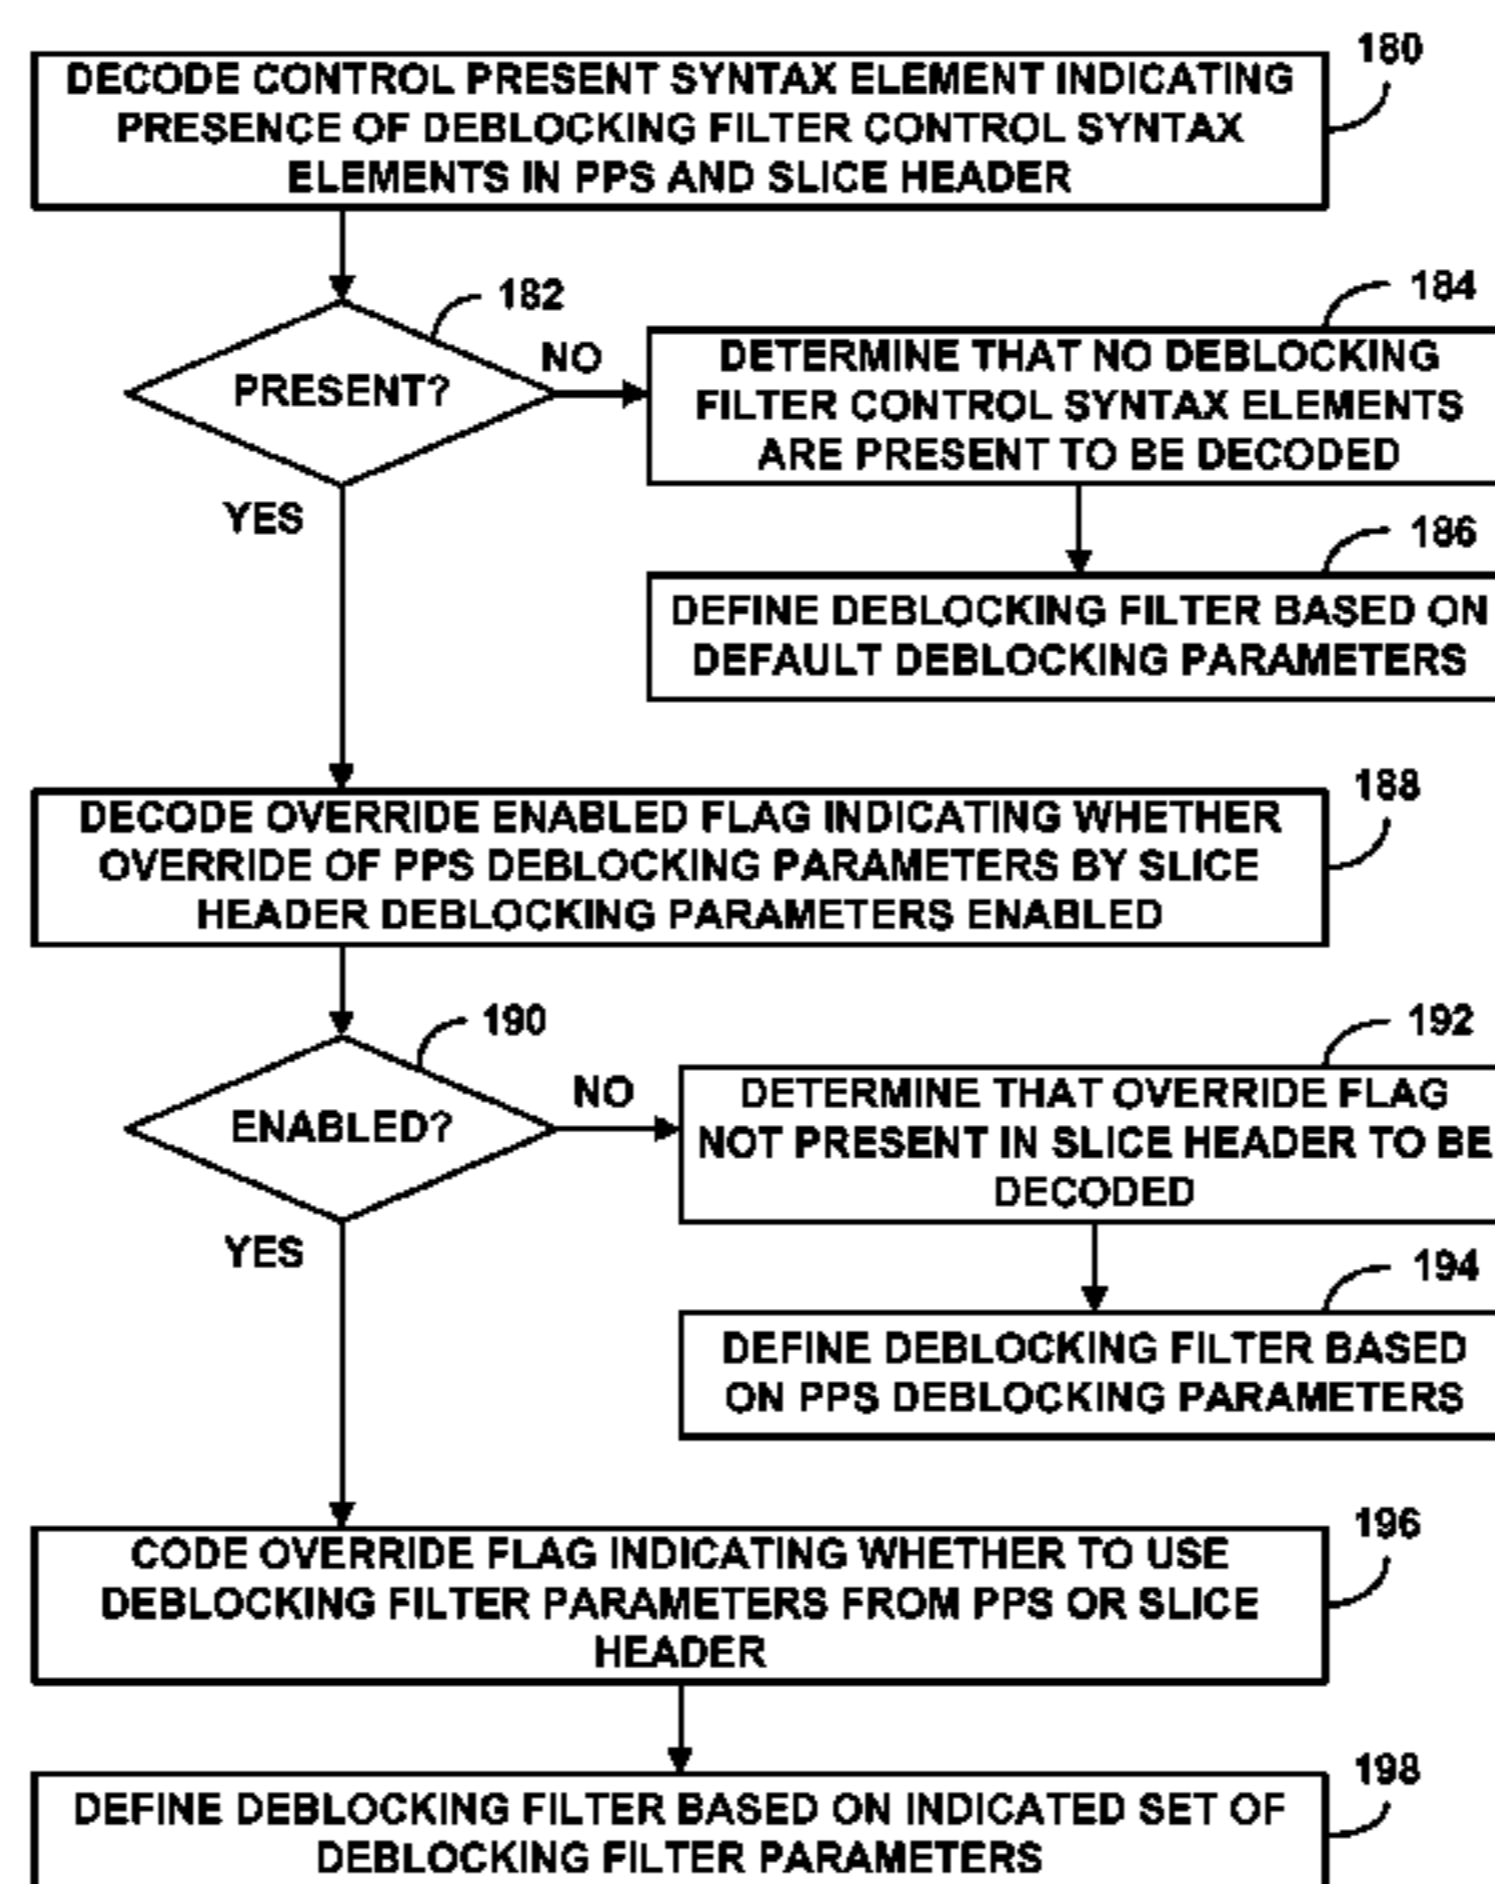 180
DECODE CONTROL PRESENT SYNTAX ELEMENT INDICATING
PRESENCE OF DEBLOCKING FILTER CONTROL SYNTAX
ELEMENTS IN PPS AND SLICE HEADER
182
PRESENT?
NO
YES
184
DETERMINE THAT NO DEBLOCKING
FILTER CONTROL SYNTAX ELEMENTS
ARE PRESENT TO BE DECODED
186
DEFINE DEBLOCKING FILTER BASED ON
DEFAULT DEBLOCKING PARAMETERS
188
DECODE OVERRIDE ENABLED FLAG INDICATING WHETHER
OVERRIDE OF PPS DEBLOCKING PARAMETERS BY SLICE
HEADER DEBLOCKING PARAMETERS ENABLED
190
ENABLED?
NO
YES
192
DETERMINE THAT OVERRIDE FLAG
NOT PRESENT IN SLICE HEADER TO BE
DECODED
194
DEFINE DEBLOCKING FILTER BASED
ON PPS DEBLOCKING PARAMETERS
196
CODE OVERRIDE FLAG INDICATING WHETHER TO USE
DEBLOCKING FILTER PARAMETERS FROM PPS OR SLICE
HEADER
198
DEFINE DEBLOCKING FILTER BASED ON INDICATED SET OF
DEBLOCKING FILTER PARAMETERS